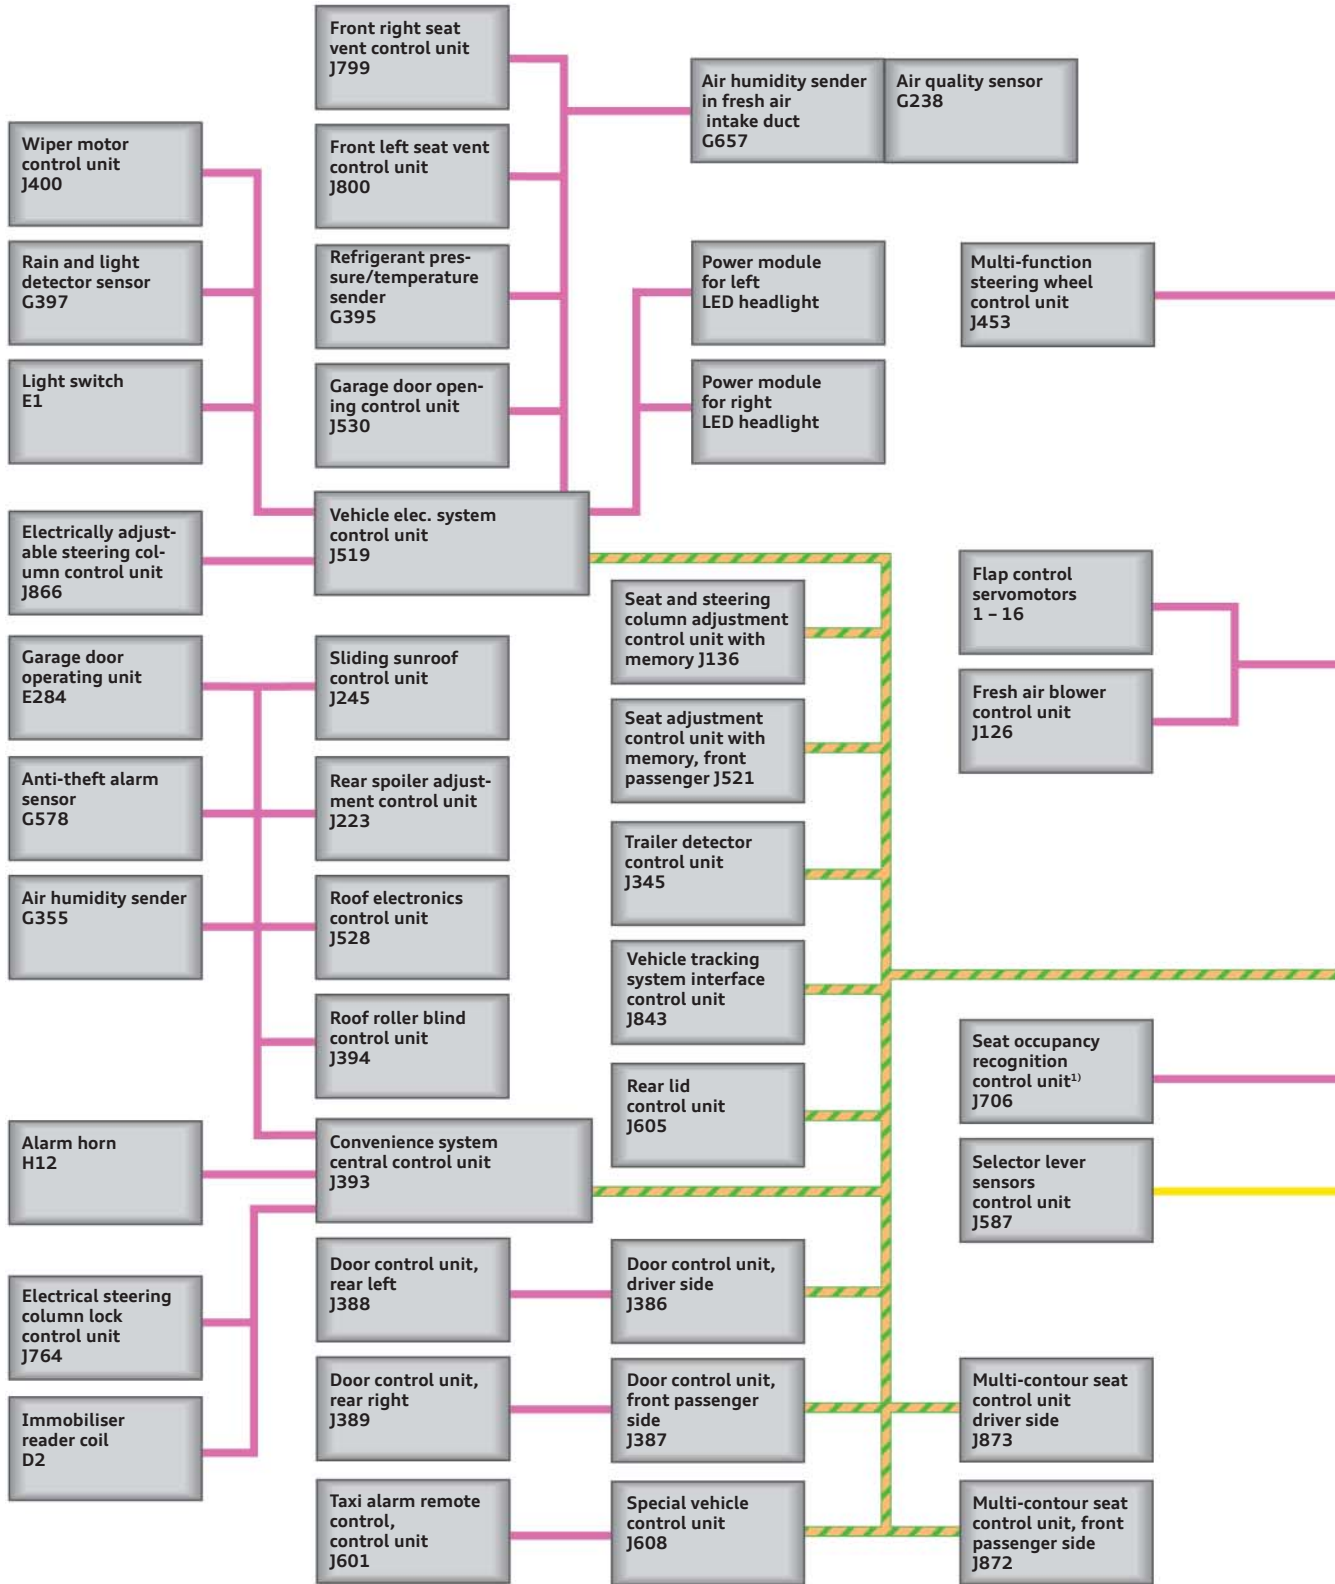 Front right seat
vent control unit
J799
Air humidity sender
in fresh air
intake duct
G657
Air quality sensor
G238
Wiper motor
control unit
J400
Front left seat vent
control unit
J800
Rain and light
detector sensor
G397
Refrigerant pres-
sure/temperature
sender
G395
Power module
for left
LED headlight
Multi-function
steering wheel
control unit
J453
Light switch
E1
Garage door open-
ing control unit
J530
Power module
for right
LED headlight
Electrically adjust-
able steering col-
umn control unit
J866
Vehicle elec. system
control unit
J519
Seat and steering
column adjustment
control unit with
memory J136
Flap control
servomotors
1 – 16
Garage door
operating unit
E284
Sliding sunroof
control unit
J245
Seat adjustment
control unit with
memory, front
passenger J521
Fresh air blower
control unit
J126
Anti-theft alarm
sensor
G578
Rear spoiler adjust-
ment control unit
J223
Trailer detector
control unit
J345
Air humidity sender
G355
Roof electronics
control unit
J528
Vehicle tracking
system interface
control unit
J843
Roof roller blind
control unit
J394
Rear lid
control unit
J605
Seat occupancy
recognition
control unit1)
J706
Alarm horn
H12
Convenience system
central control unit
J393
Selector lever
sensors
control unit
J587
Electrical steering
column lock
control unit
J764
Door control unit,
rear left
J388
Door control unit,
driver side
J386
Immobiliser
reader coil
D2
Door control unit,
rear right
J389
Door control unit,
front passenger
side
J387
Multi-contour seat
control unit
driver side
J873
Taxi alarm remote
control,
control unit
J601
Special vehicle
control unit
J608
Multi-contour seat
control unit, front
passenger side
J872